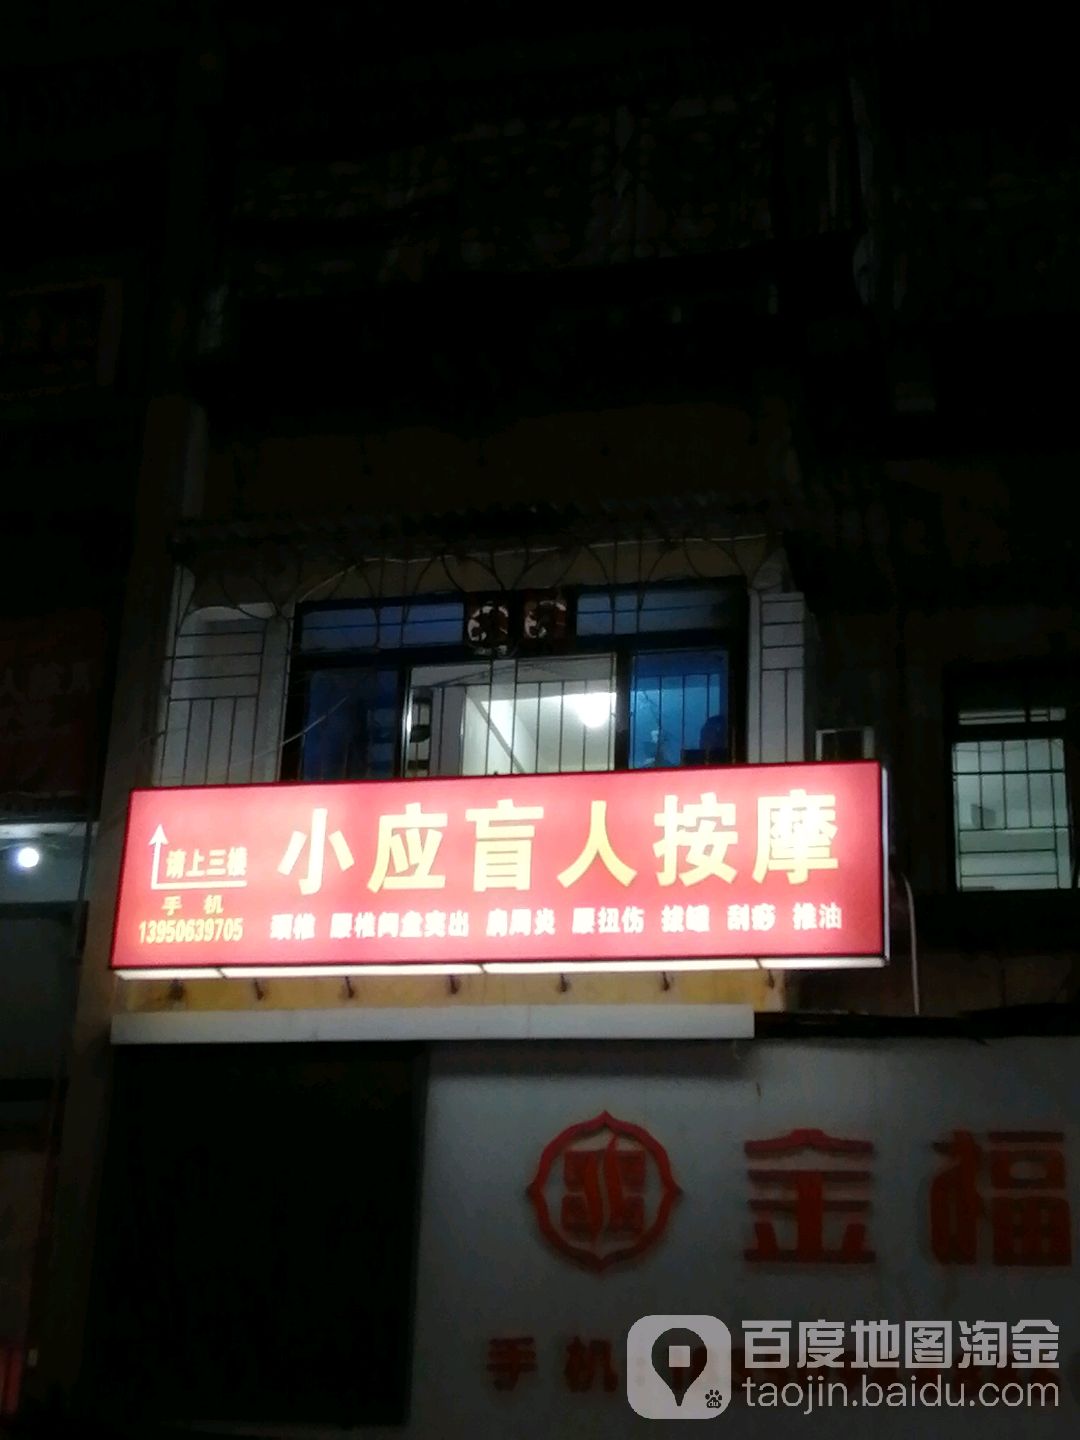 小应盲人按摩
请上三楼
手机
13950639705
颈椎 腰椎间盘突出 肩周炎 腰扭伤 拔罐 刮痧 推油
金福
手机:
百度地图淘金
taojin.baidu.com